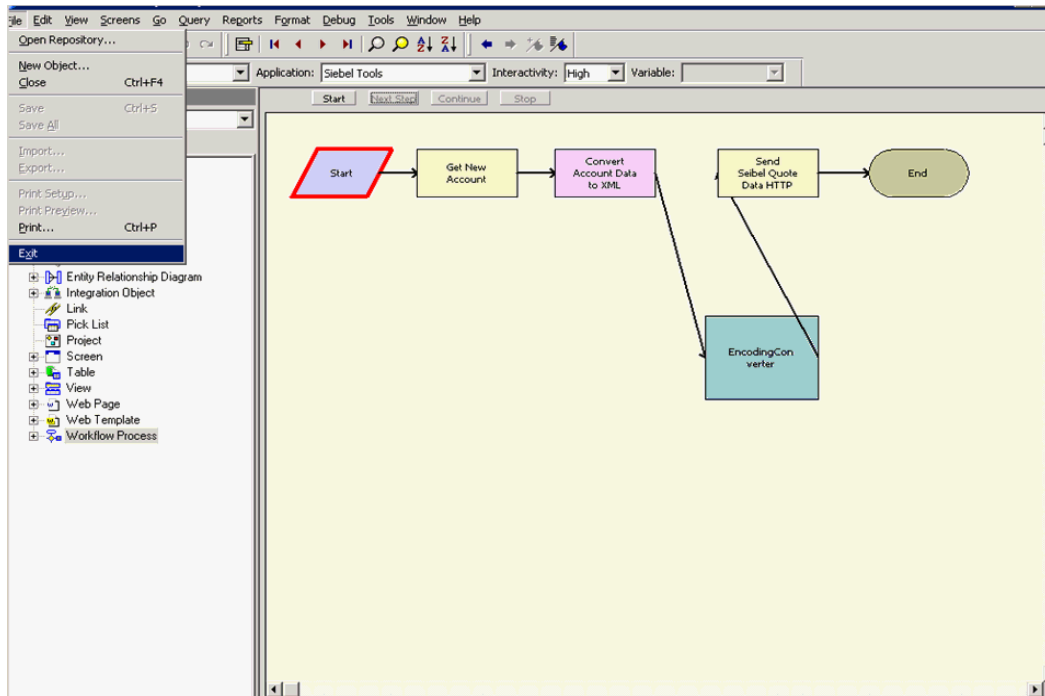 File Edit View Screens Go Query Reports Format Debug Tools Window Help
Open Repository...
New Object...
Close Ctrl+F4
Save Ctrl+S
Save All
Import...
Export...
Print Setup...
Print Preview...
Print... Ctrl+P
Exit
Application: Siebel Tools Interactivity: High Variable:
Start Next Step Continue Stop
Start
Get New
Account
Convert
Account Data
to XML
Send
Seibel Quote
Data HTTP
End
EncodingCon
verter
Entity Relationship Diagram
Integration Object
Link
Pick List
Project
Screen
Table
View
Web Page
Web Template
Workflow Process